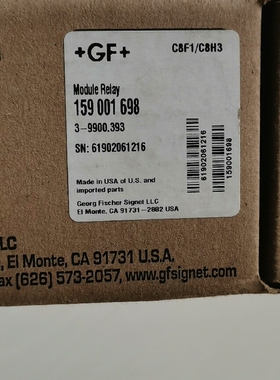 +GF+
C8F1/C8H3
Module Relay
159 001 698
3-9900.393
SN: 61902061216
Made in USA of U.S. and
imported parts
Georg Fischer Signet LLC
El Monte, CA 91731-2882 USA
61902061216
159001698
LLC
, El Monte, CA 91731 U.S.A.
ax (626) 573-2057, www.gfsignet.com